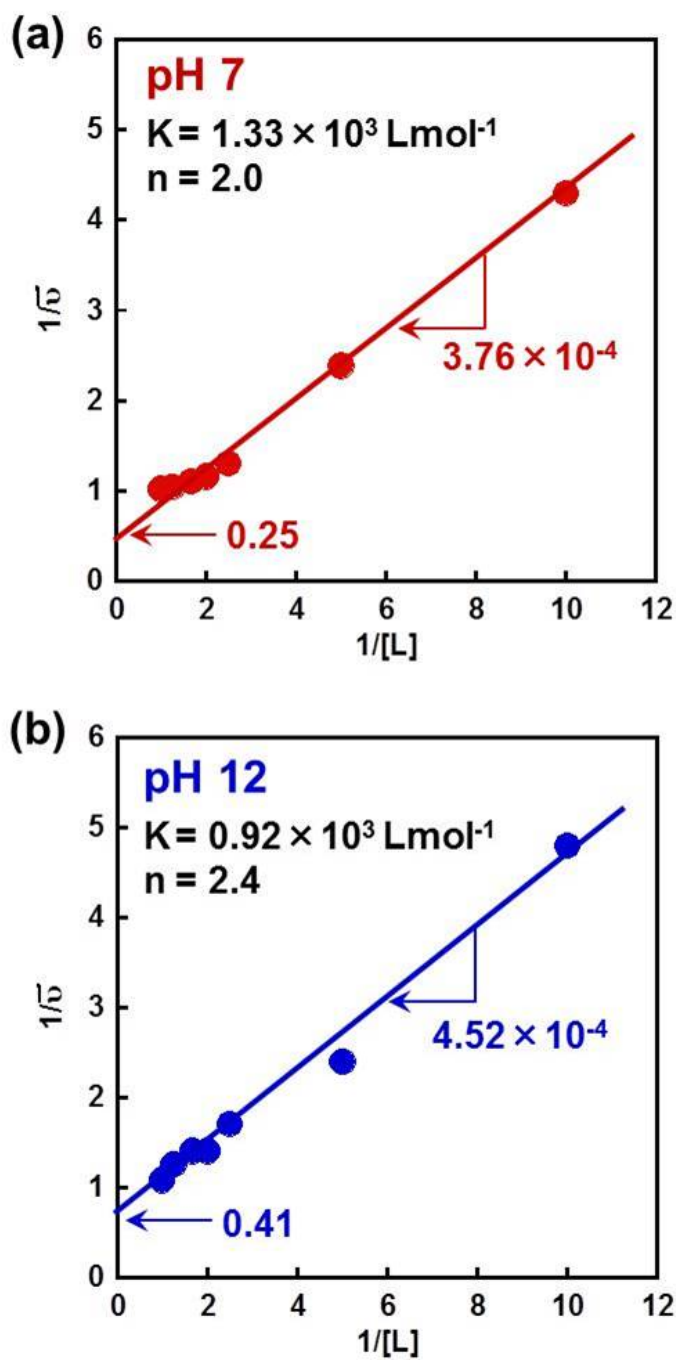 (a)
pH 7
K = 1.33 × 10³ Lmol⁻¹
n = 2.0
6
5
4
3
2
1
0
1/ῡ
3.76 × 10⁻⁴
0.25
0 2 4 6 8 10 12
1/[L]
(b)
pH 12
K = 0.92 × 10³ Lmol⁻¹
n = 2.4
6
5
4
3
2
1
0
1/ῡ
4.52 × 10⁻⁴
0.41
0 2 4 6 8 10 12
1/[L]